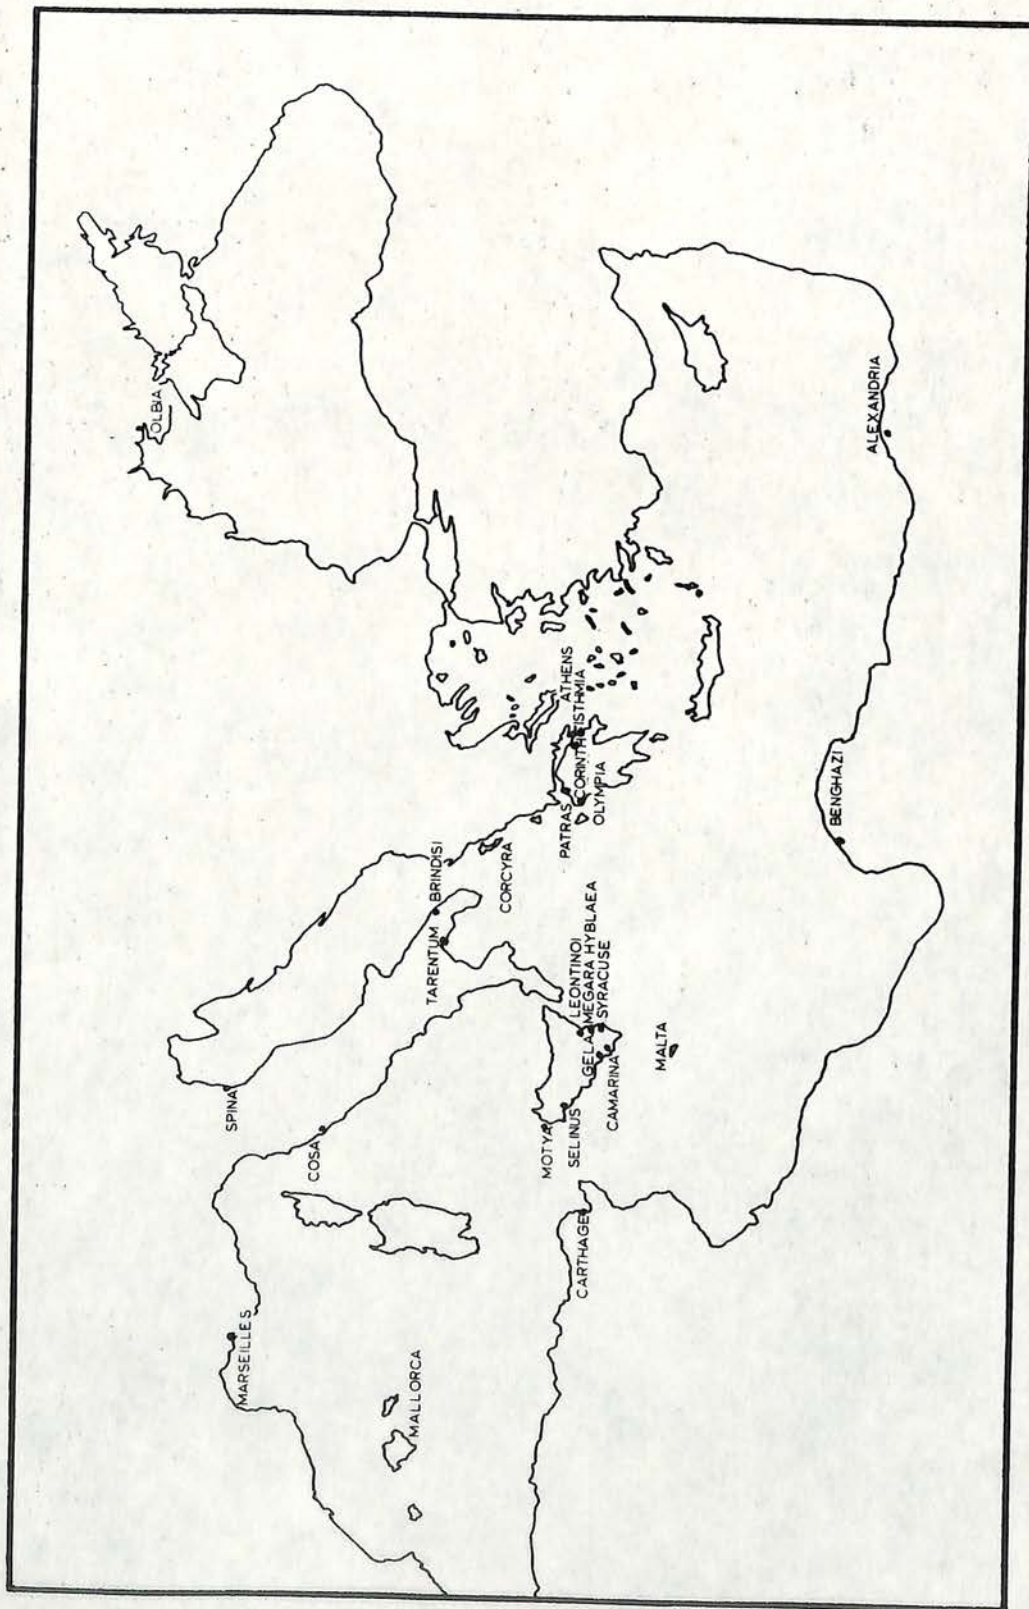 OLBIA
MARSEILLES
SPINA
COSA
MALLORCA
TARENTUM
BRINDISI
CORCYRA
PATRAS
CORINTH
ISTHMIA
ATHENS
OLYMPIA
MOTYA
SELINUS
LEONTINOI
MEGARA HYBLAEA
SYRACUSE
GELA
CAMARINA
CARTHAGE
MALTA
BENGHAZI
ALEXANDRIA